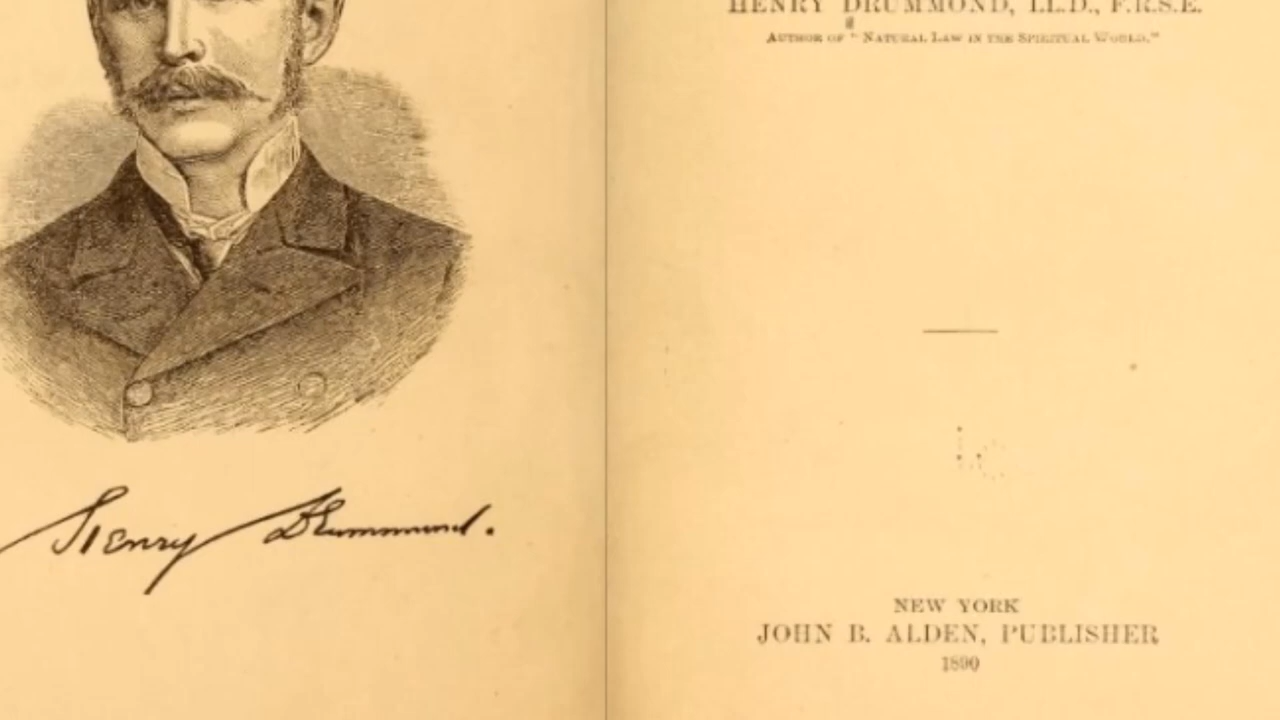 Henry Drummond.
HENRY DRUMMOND, LL.D., F.R.S.E.
AUTHOR OF "NATURAL LAW IN THE SPIRITUAL WORLD."
NEW YORK
JOHN B. ALDEN, PUBLISHER
1890